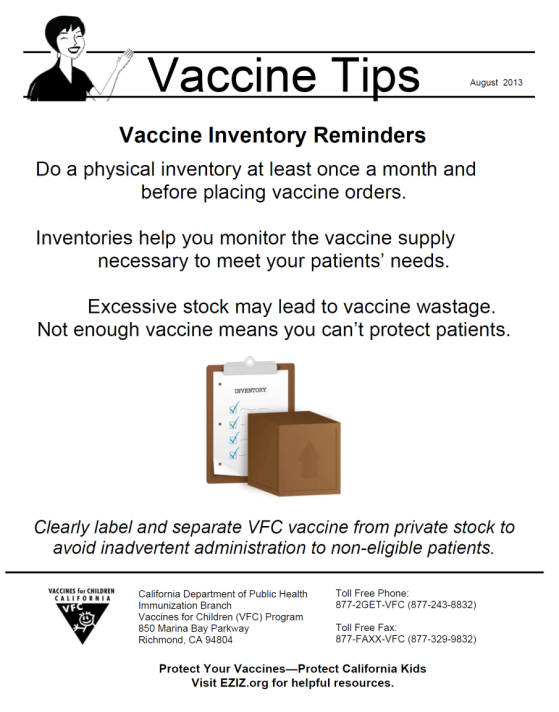 Vaccine Tips
August 2013
Vaccine Inventory Reminders
Do a physical inventory at least once a month and
before placing vaccine orders.
Inventories help you monitor the vaccine supply
necessary to meet your patients' needs.
Excessive stock may lead to vaccine wastage.
Not enough vaccine means you can't protect patients.
INVENTORY
Clearly label and separate VFC vaccine from private stock to
avoid inadvertent administration to non-eligible patients.
VACCINES for CHILDREN
CALIFORNIA
VFC
California Department of Public Health
Immunization Branch
Vaccines for Children (VFC) Program
850 Marina Bay Parkway
Richmond, CA 94804
Toll Free Phone:
877-2GET-VFC (877-243-8832)
Toll Free Fax:
877-FAXX-VFC (877-329-9832)
Protect Your Vaccines—Protect California Kids
Visit EZIZ.org for helpful resources.